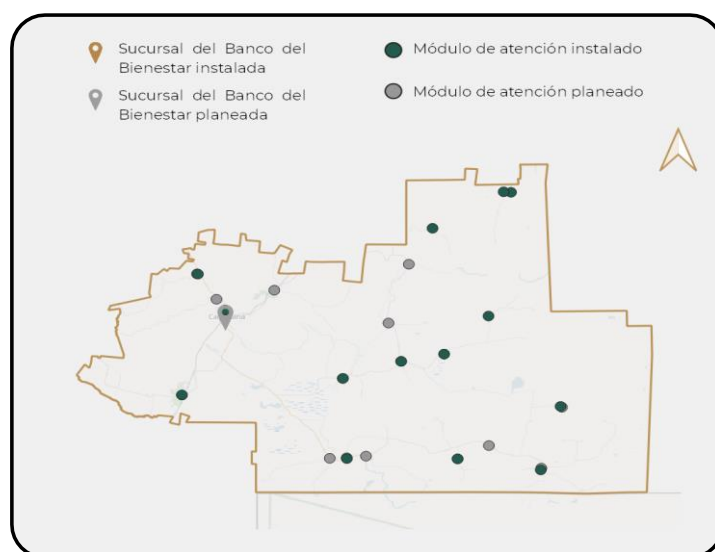 Sucursal del Banco del
Bienestar instalada
Sucursal del Banco del
Bienestar planeada
Módulo de atención instalado
Módulo de atención planeado